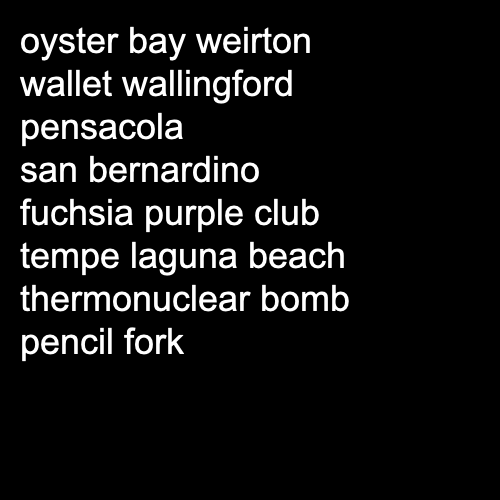 oyster bay weirton
wallet wallingford
pensacola
san bernardino
fuchsia purple club
tempe laguna beach
thermonuclear bomb
pencil fork